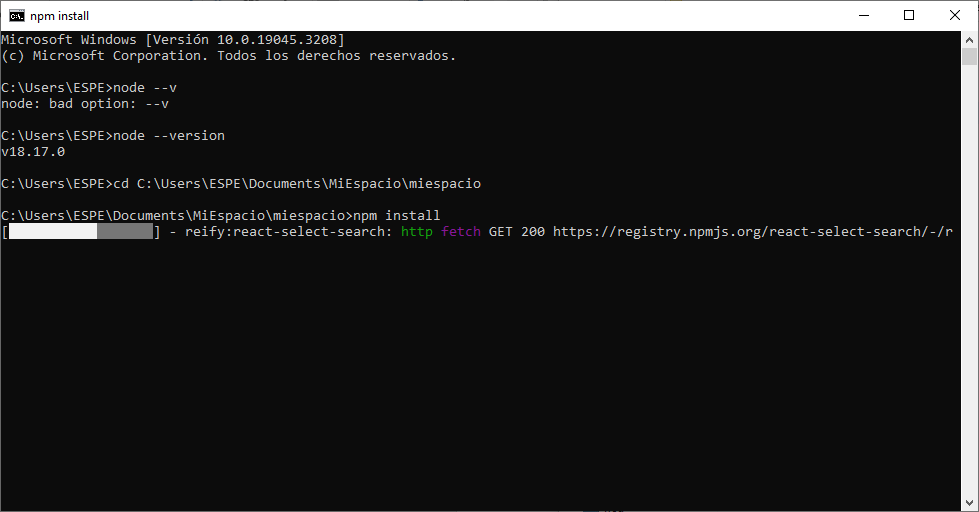 npm install
Microsoft Windows [Versión 10.0.19045.3208]
(c) Microsoft Corporation. Todos los derechos reservados.
C:\Users\ESPE>node --v
node: bad option: --v
C:\Users\ESPE>node --version
v18.17.0
C:\Users\ESPE>cd C:\Users\ESPE\Documents\MiEspacio\miespacio
C:\Users\ESPE\Documents\MiEspacio\miespacio>npm install
[                  ] - reify:react-select-search: http fetch GET 200 https://registry.npmjs.org/react-select-search/-/r